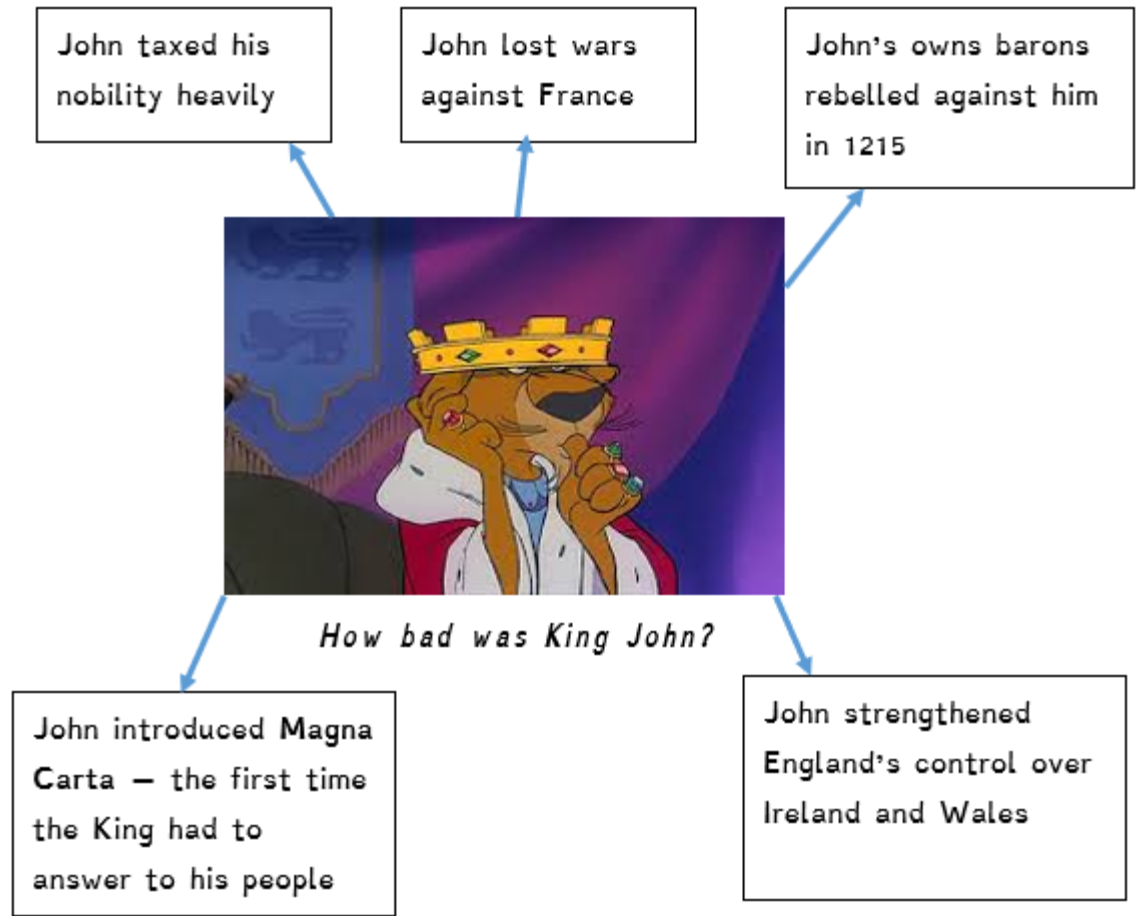 John taxed his
nobility heavily
John lost wars
against France
John's owns barons
rebelled against him
in 1215
How bad was King John?
John introduced Magna
Carta – the first time
the King had to
answer to his people
John strengthened
England's control over
Ireland and Wales